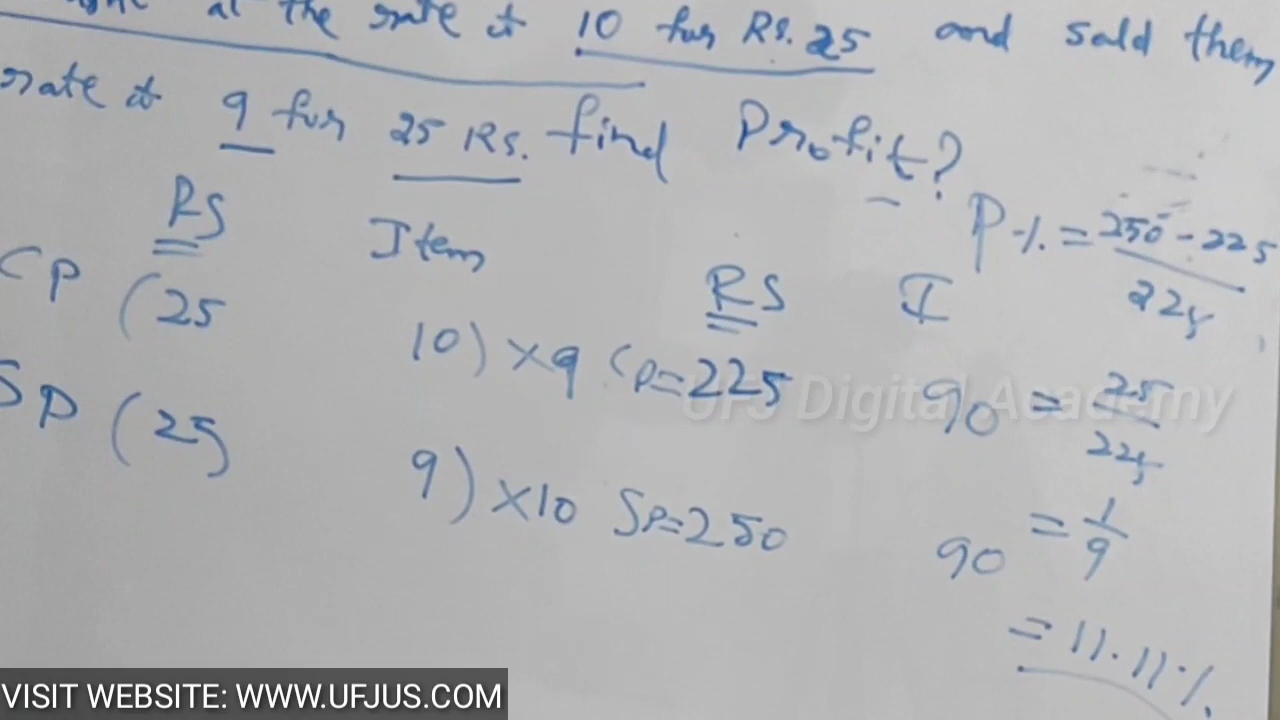 at the rate of 10 for Rs. 25 and sold them
rate of 9 for 25 Rs. find Profit?
RS Item
CP (25 10) ×9 CP=225 90
SP (25 9) ×10 SP=250 90
RS I
P% = 250 - 225
225
= 25
225
= 1
9
= 11.11%
UFJ Digital Academy
VISIT WEBSITE: WWW.UFJUS.COM